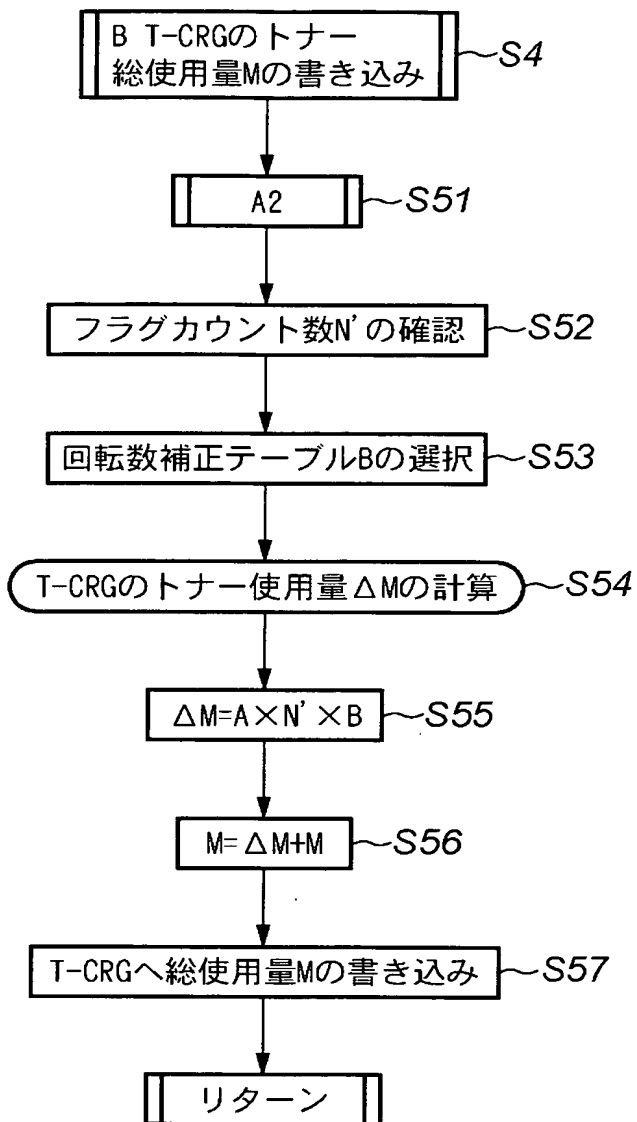 B T-CRGのトナー
総使用量Mの書き込み
S4
A2
S51
フラグカウント数N'の確認
S52
回転数補正テーブルBの選択
S53
T-CRGのトナー使用量△Mの計算
S54
△M=A×N'×B
S55
M=△M+M
S56
T-CRGへ総使用量Mの書き込み
S57
リターン